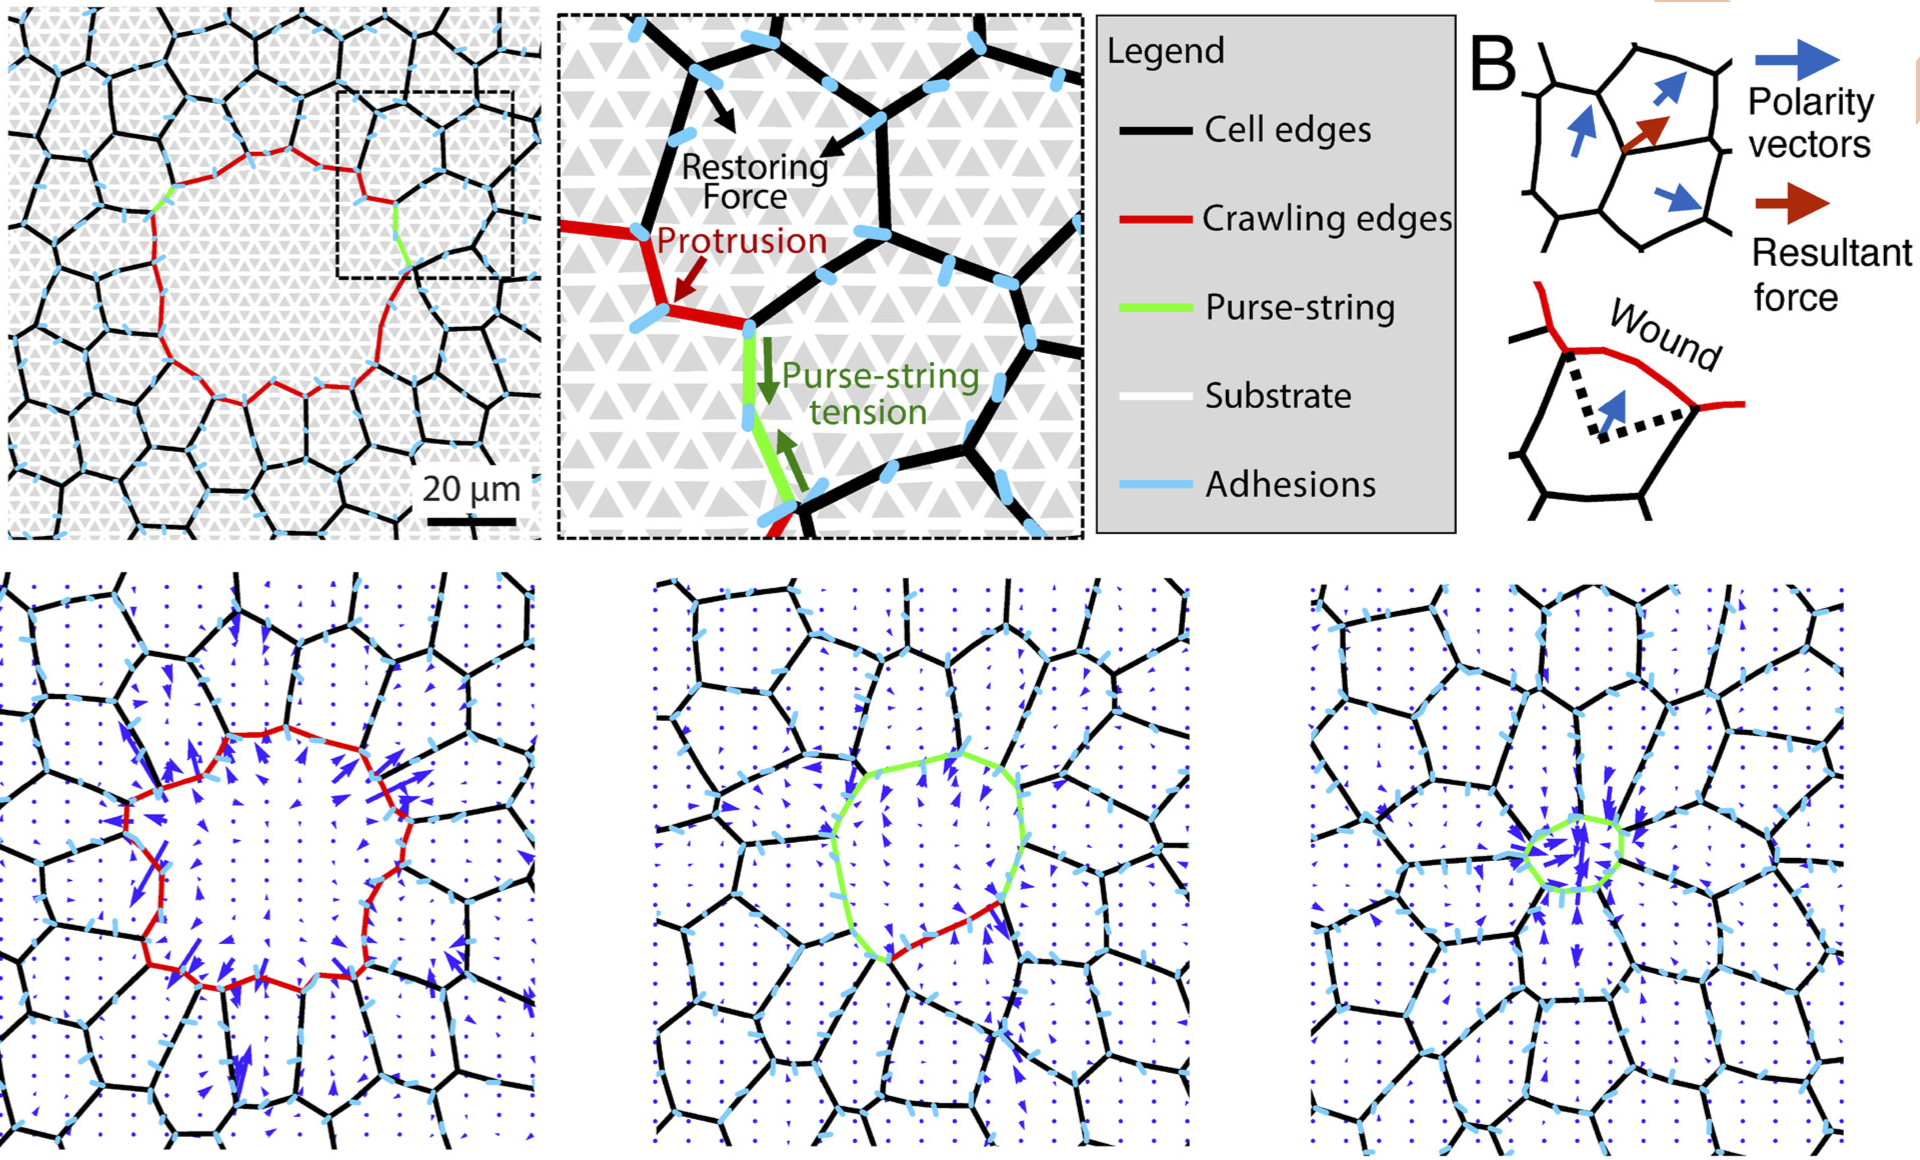 20 µm
Restoring
Force
Protrusion
Purse-string
tension
Legend
Cell edges
Crawling edges
Purse-string
Substrate
Adhesions
B
Polarity
vectors
Resultant
force
Wound